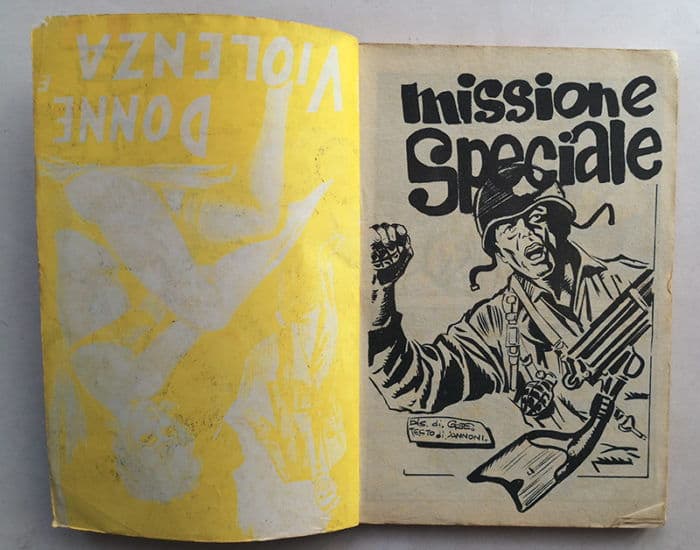 DONNE E
VIOLENZA
missione
Speciale
DIS. di.
TESTO di